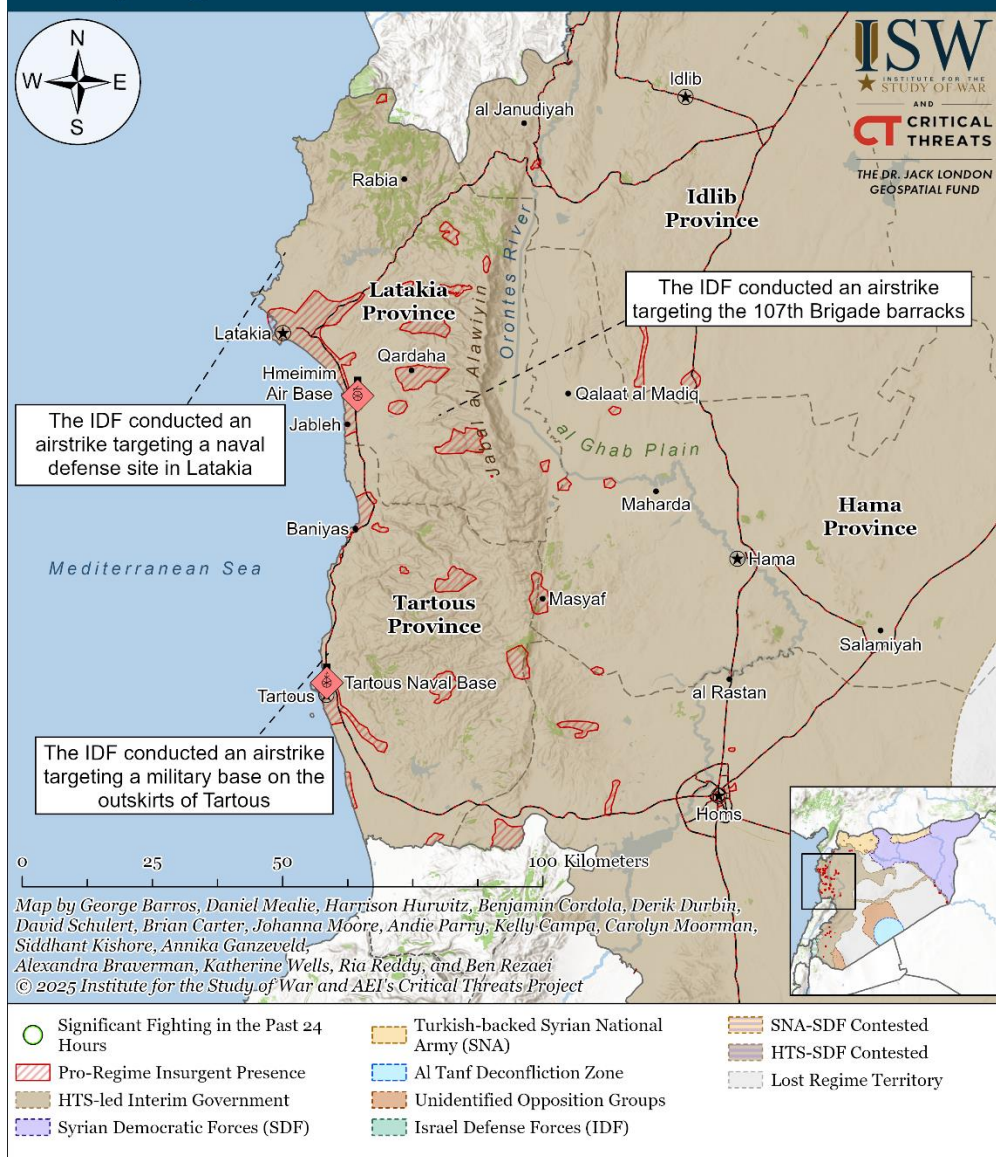 N
W E
S
ISW
INSTITUTE FOR THE
STUDY OF WAR
AND
CT CRITICAL
THREATS
THE DR. JACK LONDON
GEOSPATIAL FUND
Idlib
al Janudiyah
Rabia
Idlib
Province
Orontes River
The IDF conducted an airstrike
targeting the 107th Brigade barracks
Latakia
Province
Latakia
Jabal al Alawiyin
Qardaha
Hmeimim
Air Base
Qalaat al Madiq
The IDF conducted an
airstrike targeting a naval
defense site in Latakia
Jableh
al Ghab Plain
Maharda
Hama
Province
Baniyas
Hama
Mediterranean Sea
Tartous
Province
Masyaf
Salamiyah
Tartous Naval Base
Tartous
al Rastan
The IDF conducted an airstrike
targeting a military base on the
outskirts of Tartous
Homs
0 25 50 100 Kilometers
Map by George Barros, Daniel Mealie, Harrison Hurwitz, Benjamin Cordola, Derik Durbin,
David Schulert, Brian Carter, Johanna Moore, Andie Parry, Kelly Campa, Carolyn Moorman,
Siddhant Kishore, Annika Ganzeveld,
Alexandra Braverman, Katherine Wells, Ria Reddy, and Ben Rezaei
© 2025 Institute for the Study of War and AEI's Critical Threats Project
Significant Fighting in the Past 24
Hours
Pro-Regime Insurgent Presence
HTS-led Interim Government
Syrian Democratic Forces (SDF)
Turkish-backed Syrian National
Army (SNA)
Al Tanf Deconfliction Zone
Unidentified Opposition Groups
Israel Defense Forces (IDF)
SNA-SDF Contested
HTS-SDF Contested
Lost Regime Territory